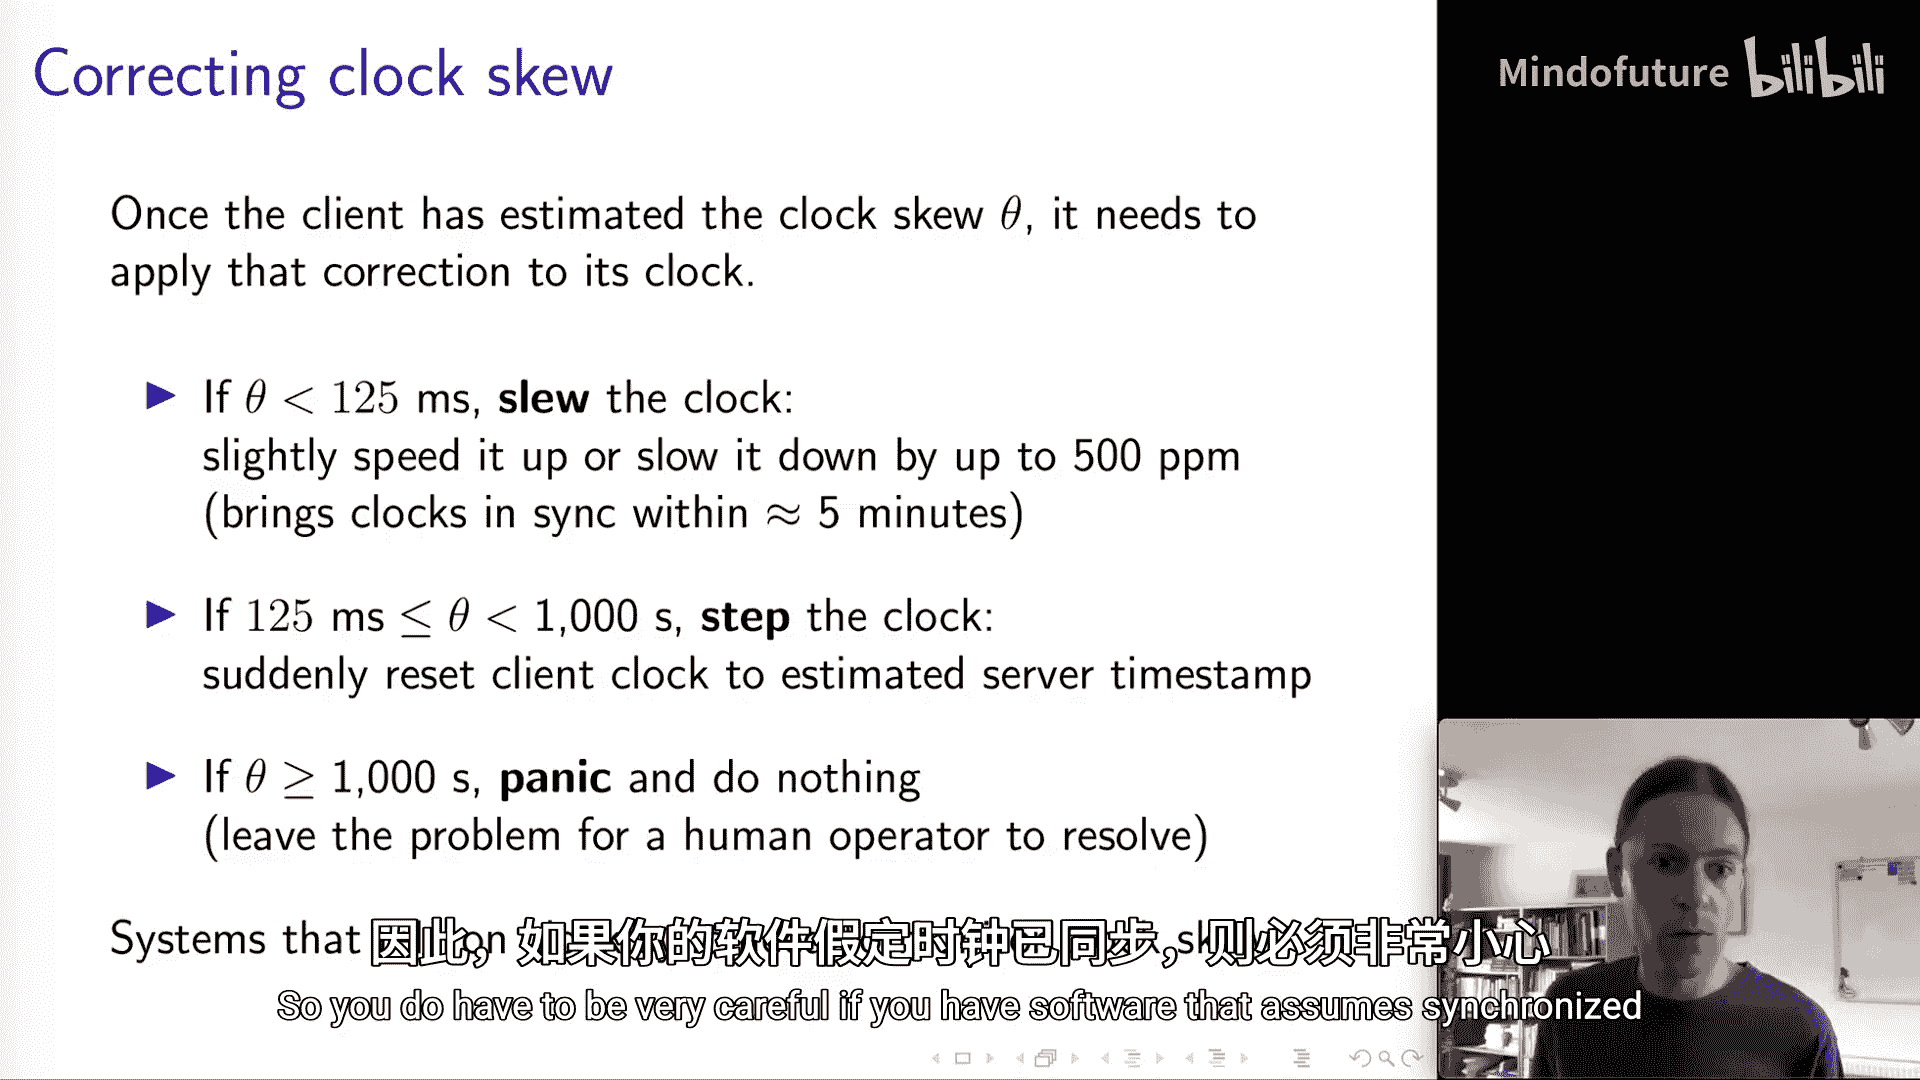 Correcting clock skew
Mindofuture bilibili
Once the client has estimated the clock skew θ, it needs to
apply that correction to its clock.
▶ If θ < 125 ms, slew the clock:
slightly speed it up or slow it down by up to 500 ppm
(brings clocks in sync within ≈ 5 minutes)
▶ If 125 ms ≤ θ < 1,000 s, step the clock:
suddenly reset client clock to estimated server timestamp
▶ If θ ≥ 1,000 s, panic and do nothing
(leave the problem for a human operator to resolve)
Systems that
因此，如果你的软件假定时钟已同步，则必须非常小心
So you do have to be very careful if you have software that assumes synchronized